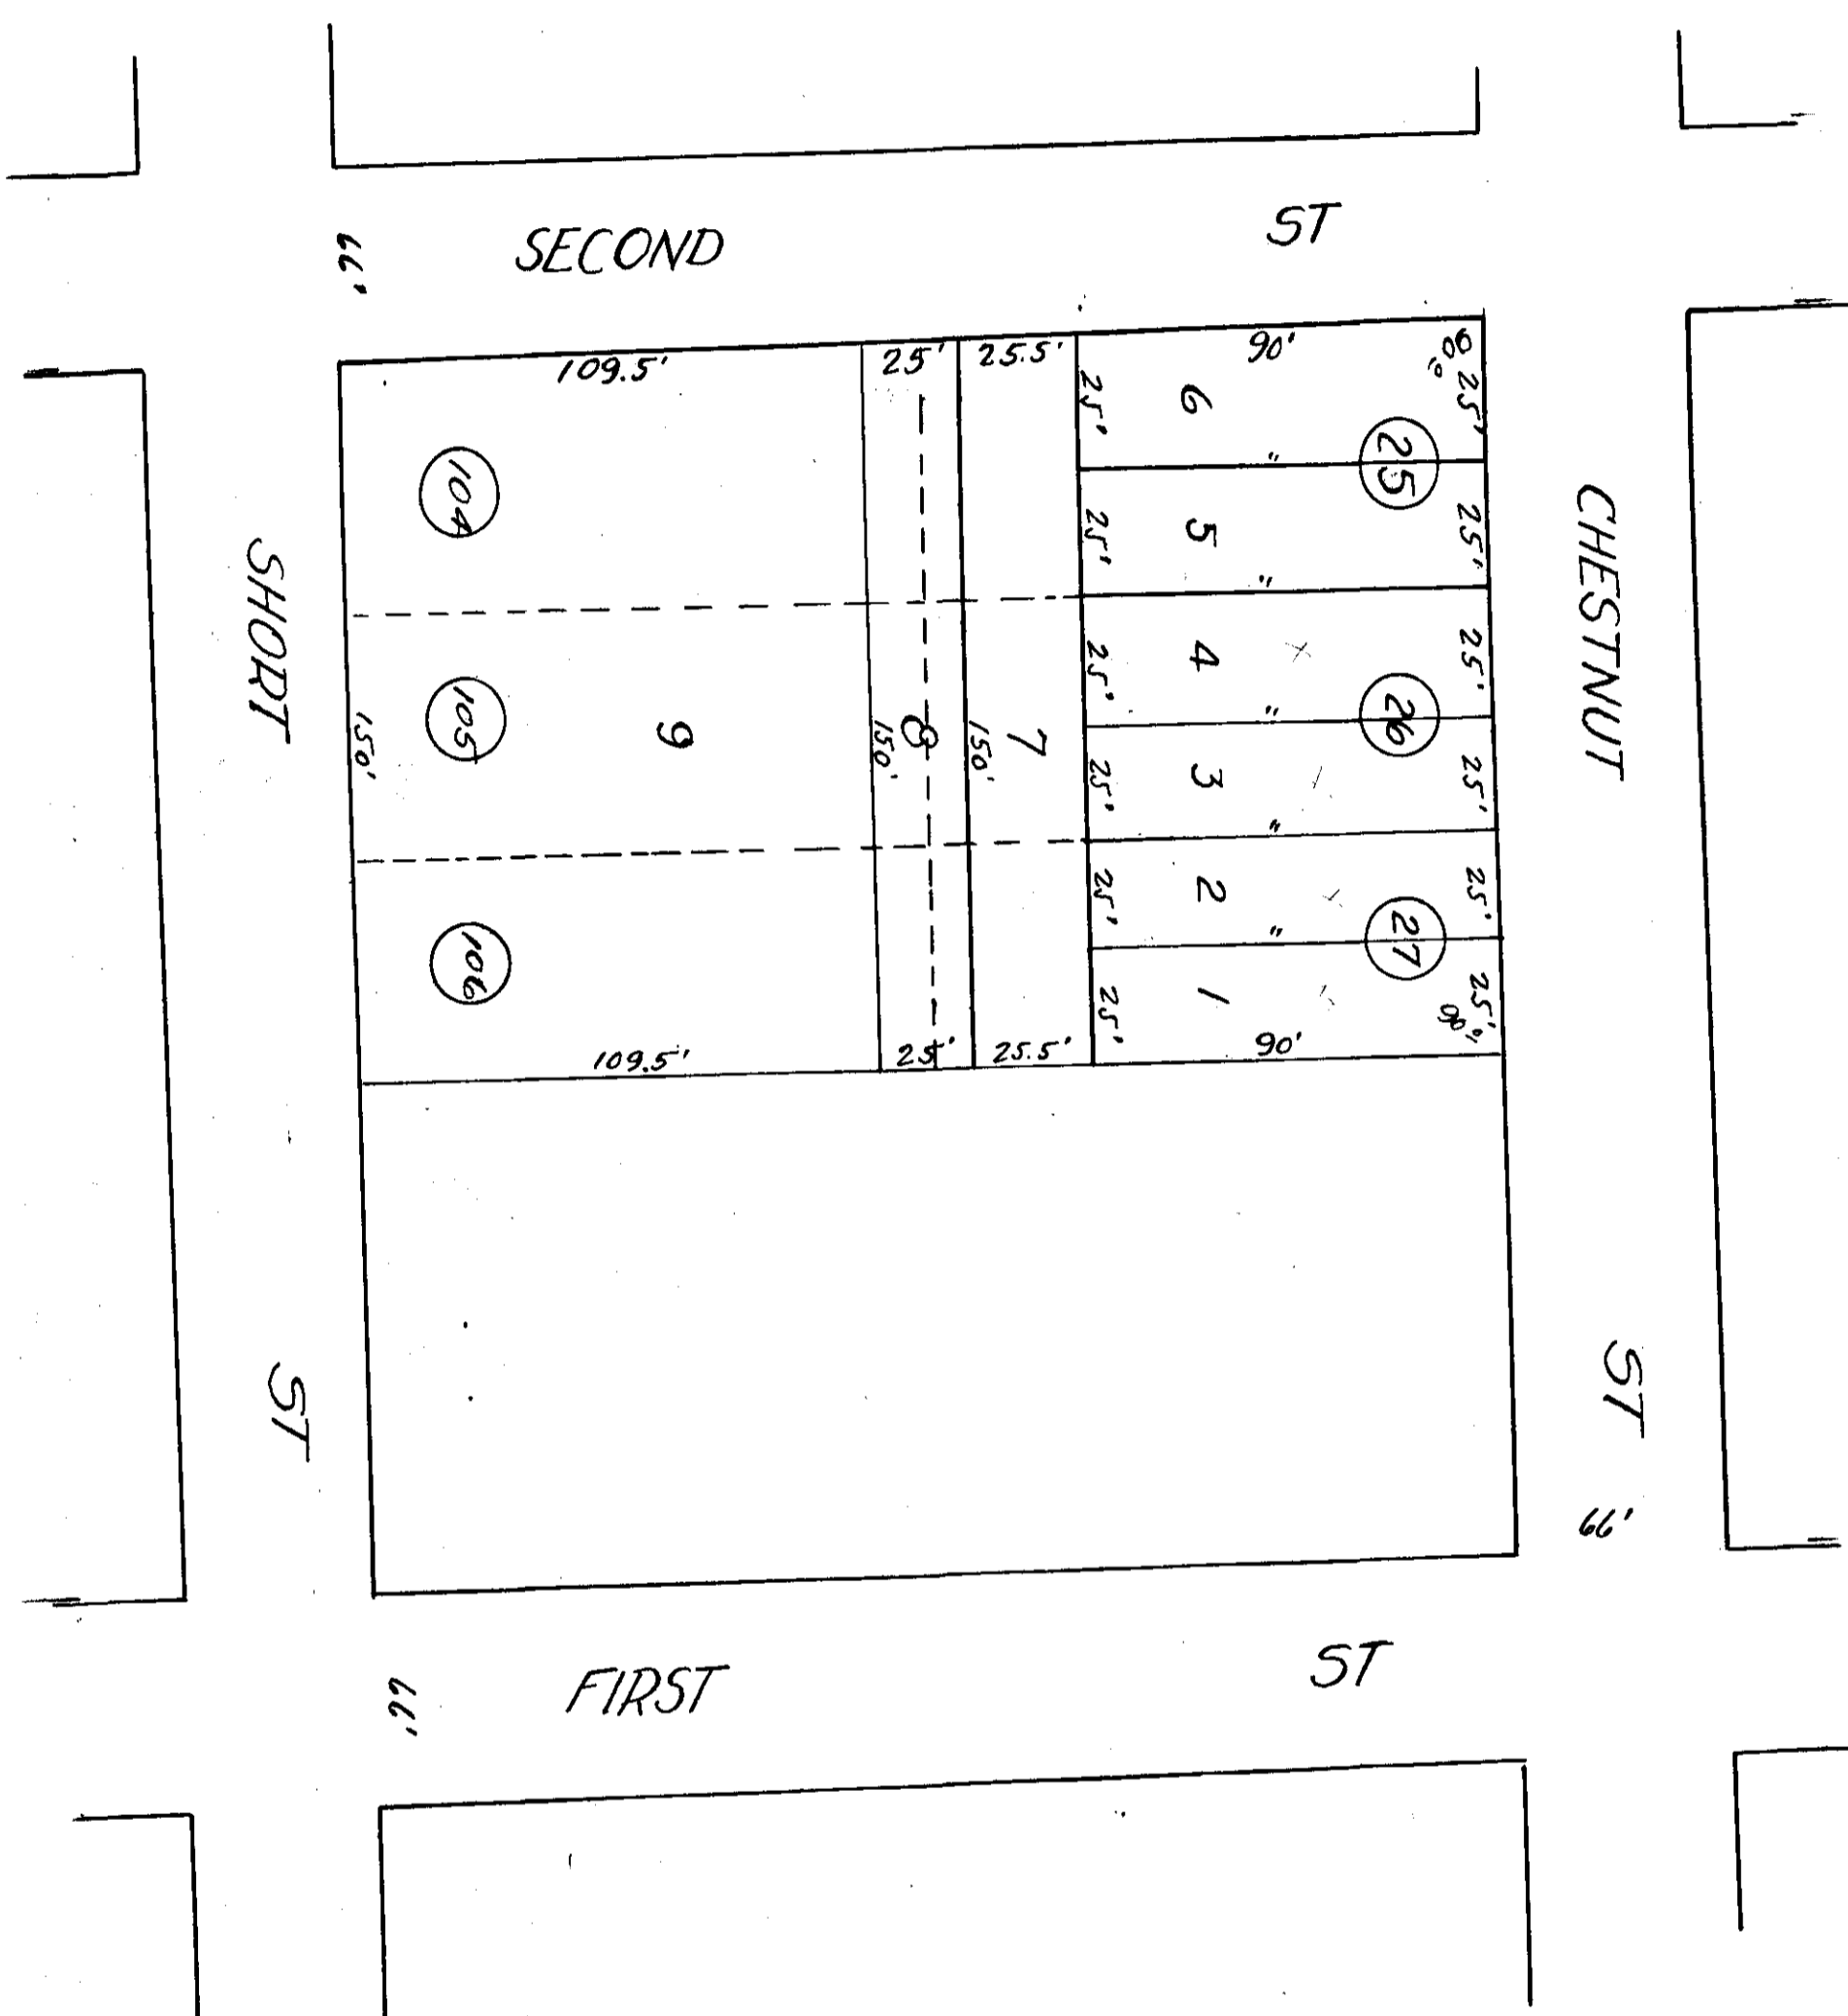 SECOND ST
66'
109.5' 25' 25.5' 90' 90°
25' 6 25 25'
"
25' 5 25'
"
104
25' 4 25'
"
26
105 9 8 7
150' 150' 150'
25' 3 25'
"
25' 2 25'
"
27
106
25' 1 25'
90°
109.5' 25' 25.5' 90'
SHORT ST
CHESTNUT ST
66'
FIRST ST
66'